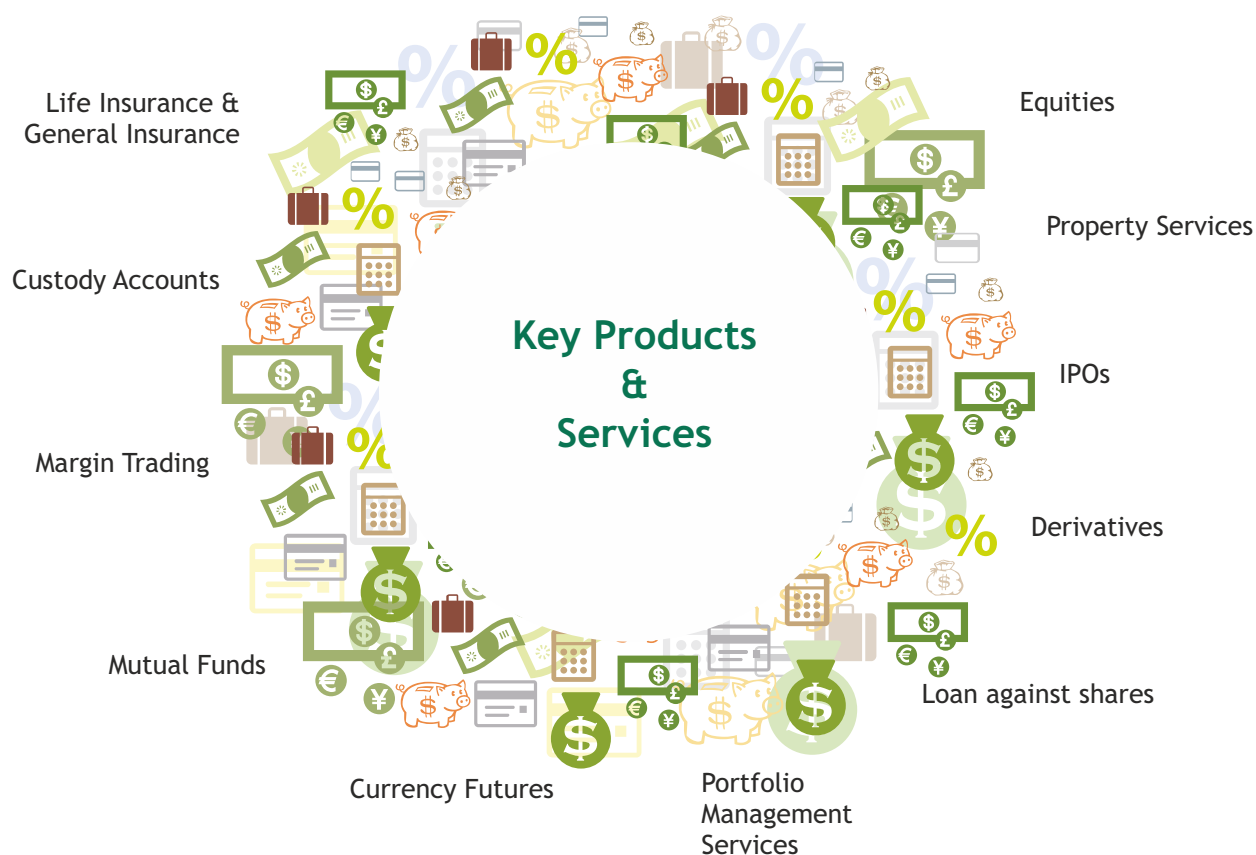 Key Products
&
Services
Equities
Property Services
IPOs
Derivatives
Loan against shares
Portfolio
Management
Services
Currency Futures
Mutual Funds
Margin Trading
Custody Accounts
Life Insurance &
General Insurance